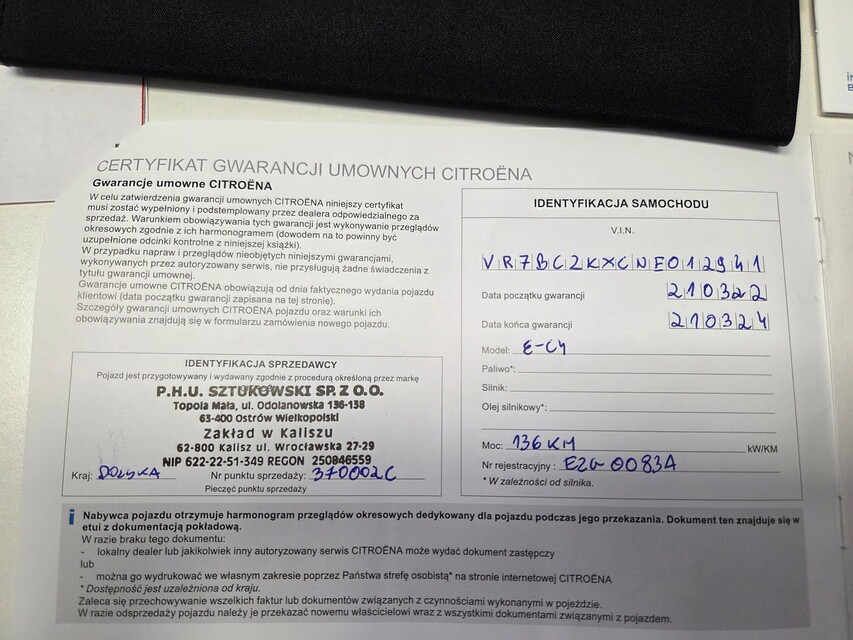 CERTYFIKAT GWARANCJI UMOWNYCH CITROËNA
Gwarancje umowne CITROËNA
W celu zatwierdzenia gwarancji umownych CITROËNA niniejszy certyfikat
musi zostać wypełniony i podstemplowany przez dealera odpowiedzialnego za
sprzedaż. Warunkiem obowiązywania tych gwarancji jest wykonywanie przeglądów
okresowych zgodnie z ich harmonogramem (dowodem na to powinny być
uzupełnione odcinki kontrolne z niniejszej książki).
W przypadku napraw i przeglądów nieobjętych niniejszymi gwarancjami,
wykonywanych przez autoryzowany serwis, nie przysługują żadne świadczenia z
tytułu gwarancji umownej.
Gwarancje umowne CITROËNA obowiązują od dnia faktycznego wydania pojazdu
klientowi (data początku gwarancji zapisana na tej stronie).
Szczegóły gwarancji umownych CITROËNA pojazdu oraz warunki ich
obowiązywania znajdują się w formularzu zamówienia nowego pojazdu.
IDENTYFIKACJA SPRZEDAWCY
Pojazd jest przygotowywany i wydawany zgodnie z procedurą określoną przez markę
P.H.U. SZTUKOWSKI SP. Z O.O.
Topola Mała, ul. Odolanowska 136-138
63-400 Ostrów Wielkopolski
Zakład w Kaliszu
62-800 Kalisz ul. Wrocławska 27-29
NIP 622-22-51-349 REGON 250846559
Kraj: POLSKA Nr punktu sprzedaży: 370002C
Pieczęć punktu sprzedaży
IDENTYFIKACJA SAMOCHODU
V.I.N.
VR7BCZKXCNE012941
Data początku gwarancji 210322
Data końca gwarancji 210324
Model: E-C4
Paliwo*:
Silnik:
Olej silnikowy*:
Moc: 136 KM kW/KM
Nr rejestracyjny : EZG 0083A
* W zależności od silnika.
i Nabywca pojazdu otrzymuje harmonogram przeglądów okresowych dedykowany dla pojazdu podczas jego przekazania. Dokument ten znajduje się w
etui z dokumentacją pokładową.
W razie braku tego dokumentu:
- lokalny dealer lub jakikolwiek inny autoryzowany serwis CITROËNA może wydać dokument zastępczy
lub
- można go wydrukować we własnym zakresie poprzez Państwa strefę osobistą* na stronie internetowej CITROËNA
* Dostępność jest uzależniona od kraju.
Zaleca się przechowywanie wszelkich faktur lub dokumentów związanych z czynnościami wykonanymi w pojeździe.
W razie odsprzedaży pojazdu należy je przekazać nowemu właścicielowi wraz z wszystkimi dokumentami związanymi z pojazdem.